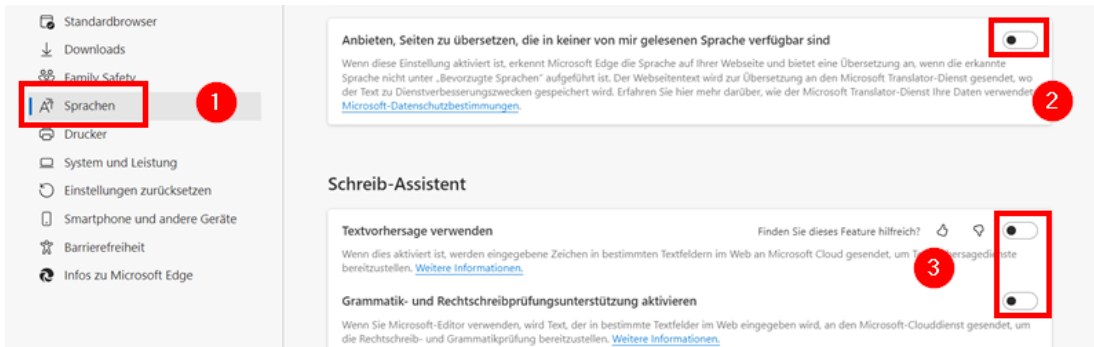 Standardbrowser
Downloads
Family Safety
Sprachen
1
Drucker
System und Leistung
Einstellungen zurücksetzen
Smartphone und andere Geräte
Barrierefreiheit
Infos zu Microsoft Edge
Anbieten, Seiten zu übersetzen, die in keiner von mir gelesenen Sprache verfügbar sind
Wenn diese Einstellung aktiviert ist, erkennt Microsoft Edge die Sprache auf Ihrer Webseite und bietet eine Übersetzung an, wenn die erkannte
Sprache nicht unter „Bevorzugte Sprachen" aufgeführt ist. Der Webseitentext wird zur Übersetzung an den Microsoft Translator-Dienst gesendet, wo
der Text zu Dienstverbesserungszwecken gespeichert wird. Erfahren Sie hier mehr darüber, wie der Microsoft Translator-Dienst Ihre Daten verwendet
Microsoft-Datenschutzbestimmungen.
2
Schreib-Assistent
Textvorhersage verwenden
Finden Sie dieses Feature hilfreich?
Wenn dies aktiviert ist, werden eingegebene Zeichen in bestimmten Textfeldern im Web an Microsoft Cloud gesendet, um
bereitzustellen. Weitere Informationen.
3
Grammatik- und Rechtschreibprüfungsunterstützung aktivieren
Wenn Sie Microsoft-Editor verwenden, wird Text, der in bestimmte Textfelder im Web eingegeben wird, an den Microsoft-Clouddienst gesendet, um
die Rechtschreib- und Grammatikprüfung bereitzustellen. Weitere Informationen.